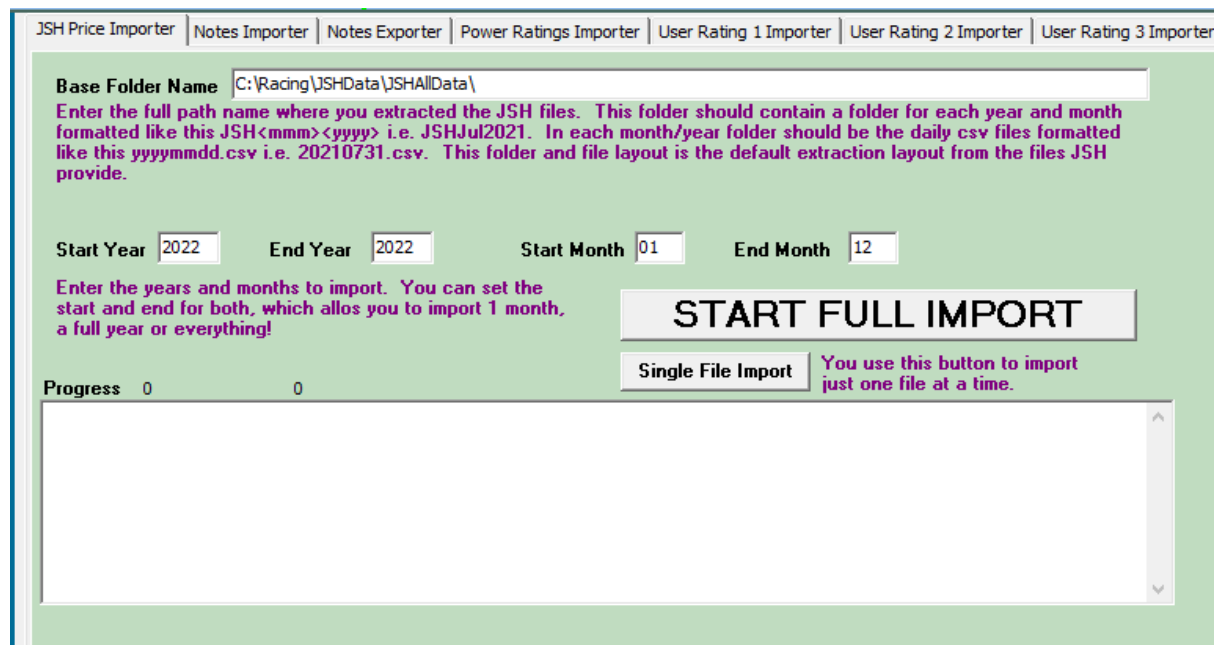 JSH Price Importer Notes Importer Notes Exporter Power Ratings Importer User Rating 1 Importer User Rating 2 Importer User Rating 3 Importer
Base Folder Name C:\Racing\JSHData\JSHAllData\
Enter the full path name where you extracted the JSH files. This folder should contain a folder for each year and month
formatted like this JSH<mmm><yyyy> i.e. JSHJul2021. In each month/year folder should be the daily csv files formatted
like this yyyymmdd.csv i.e. 20210731.csv. This folder and file layout is the default extraction layout from the files JSH
provide.
Start Year 2022 End Year 2022 Start Month 01 End Month 12
Enter the years and months to import. You can set the
start and end for both, which allos you to import 1 month,
a full year or everything!
START FULL IMPORT
Single File Import
You use this button to import
just one file at a time.
Progress 0 0